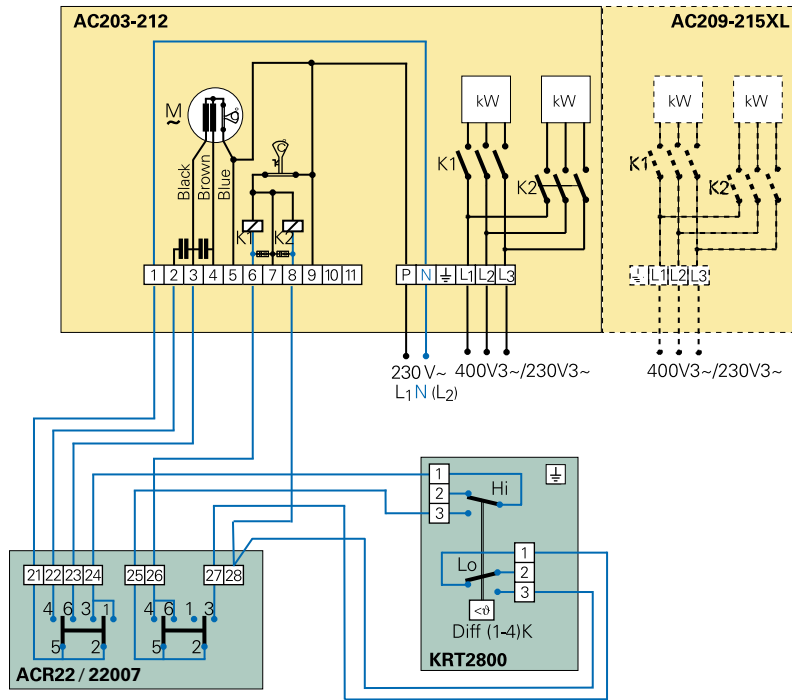 AC203-212
AC209-215XL
M
~
C
kW
kW
kW
kW
Black
Brown
Blue
K1
K2
K1
K2
K1
K2
1 2 3 4 5 6 7 8 9 10 11
P N L1 L2 L3
L1 L2 L3
230 V~
L1 N (L2)
400V3~/230V3~
400V3~/230V3~
1
2
3
Hi
1
2
3
Lo
<ϑ
Diff (1-4)K
KRT2800
21 22 23 24 25 26 27 28
4 6 3 1 4 6 1 3
5 2 5 2
ACR22 / 22007